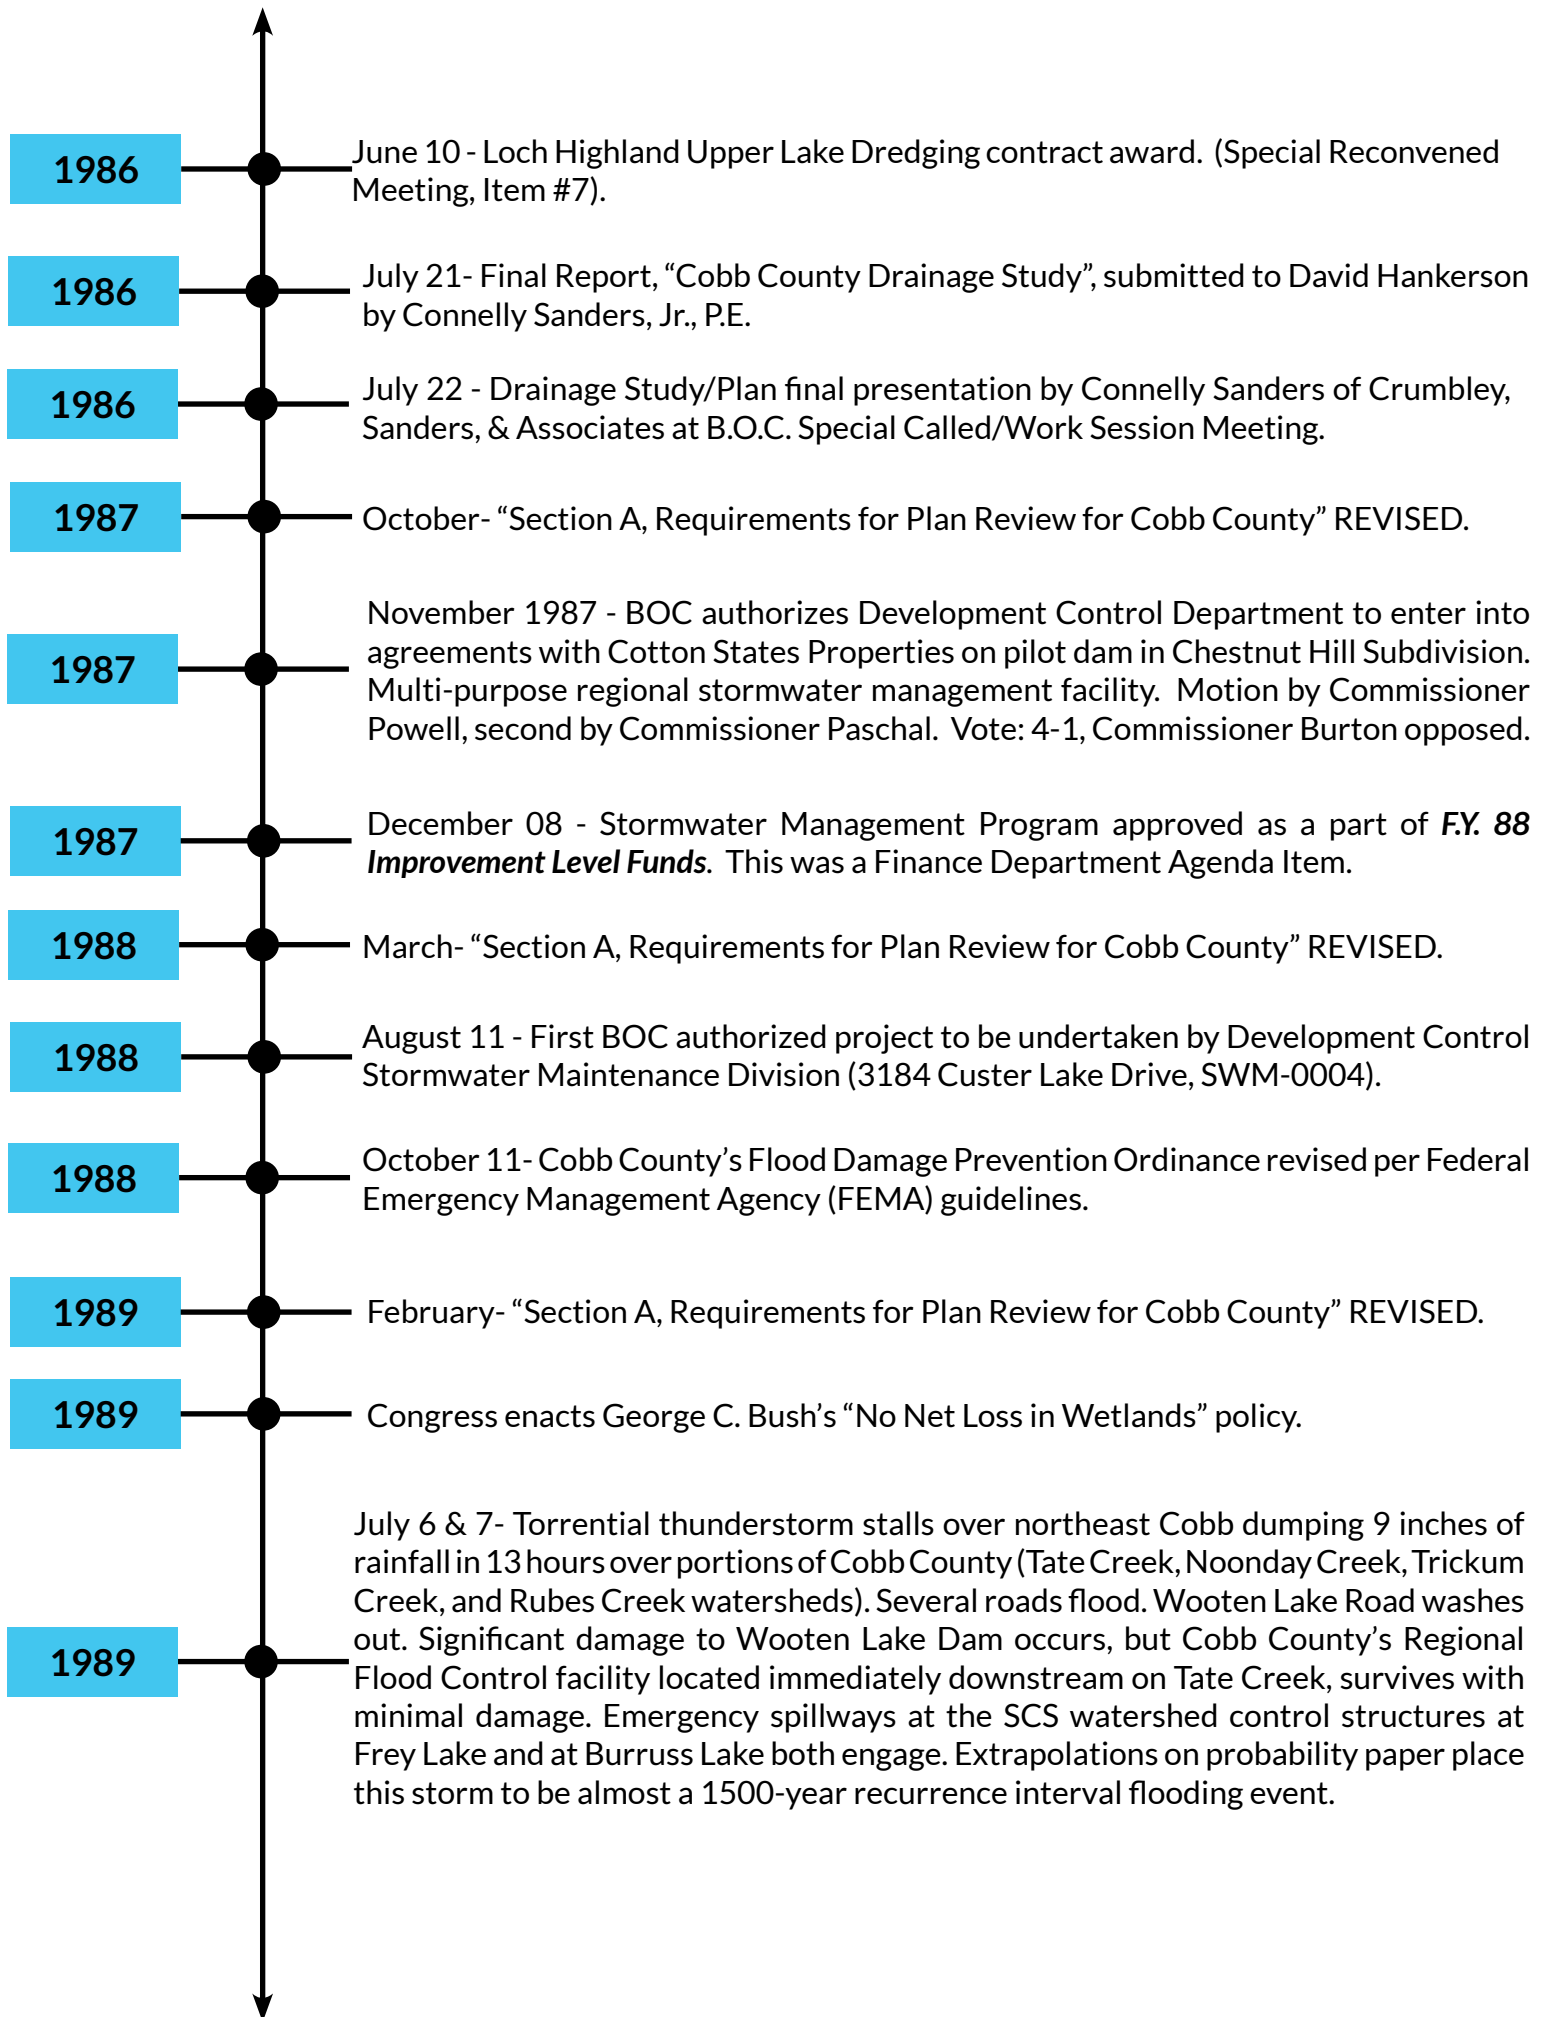 1986
June 10 - Loch Highland Upper Lake Dredging contract award.  (Special Reconvened
Meeting, Item #7).
1986
July 21- Final Report, “Cobb County Drainage Study”, submitted to David Hankerson
by Connelly Sanders, Jr., P.E.
1986
July 22 - Drainage Study/Plan final presentation by Connelly Sanders of Crumbley,
Sanders, & Associates at B.O.C. Special Called/Work Session Meeting.
1987
October- “Section A, Requirements for Plan Review for Cobb County” REVISED.
1987
November 1987 - BOC authorizes Development Control Department to enter into
agreements with Cotton States Properties on pilot dam in Chestnut Hill Subdivision.
Multi-purpose regional stormwater management facility.  Motion by Commissioner
Powell, second by Commissioner Paschal.  Vote: 4-1, Commissioner Burton opposed.
1987
December 08 - Stormwater Management Program approved as a part of F.Y. 88
Improvement Level Funds.  This was a Finance Department Agenda Item.
1988
March- “Section A, Requirements for Plan Review for Cobb County” REVISED.
1988
August 11 - First BOC authorized project to be undertaken by Development Control
Stormwater Maintenance Division (3184 Custer Lake Drive, SWM-0004).
1988
October 11- Cobb County’s Flood Damage Prevention Ordinance revised per Federal
Emergency Management Agency (FEMA) guidelines.
1989
February- “Section A, Requirements for Plan Review for Cobb County” REVISED.
1989
Congress enacts George C. Bush’s “No Net Loss in Wetlands” policy.
1989
July 6 & 7- Torrential thunderstorm stalls over northeast Cobb dumping 9 inches of
rainfall in 13 hours over portions of Cobb County (Tate Creek, Noonday Creek, Trickum
Creek, and Rubes Creek watersheds). Several roads flood. Wooten Lake Road washes
out. Significant damage to Wooten Lake Dam occurs, but Cobb County’s Regional
Flood Control facility located immediately downstream on Tate Creek, survives with
minimal damage. Emergency spillways at the SCS watershed control structures at
Frey Lake and at Burruss Lake both engage. Extrapolations on probability paper place
this storm to be almost a 1500-year recurrence interval flooding event.